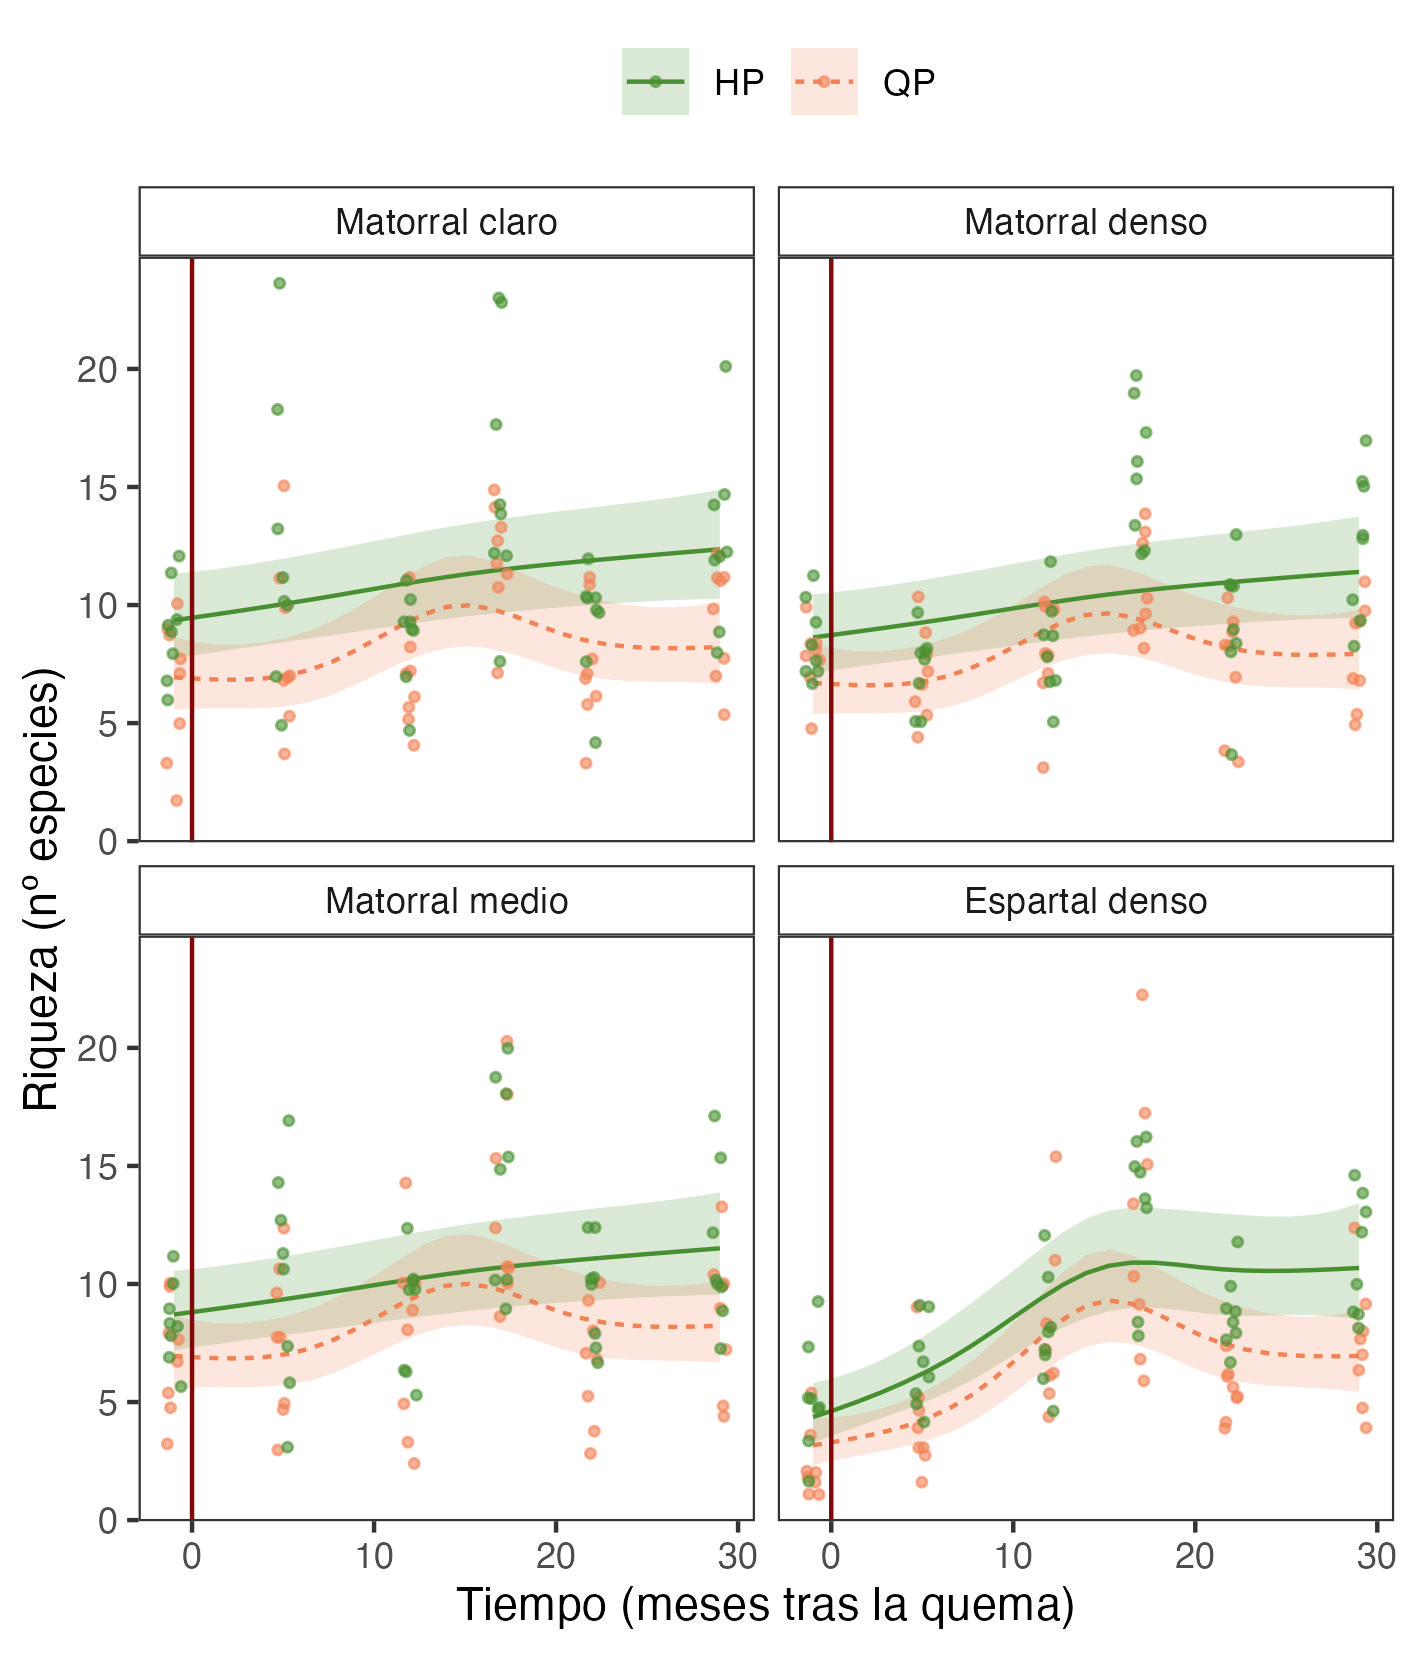 HP QP
Matorral claro Matorral denso
20
15
10
5
0
Matorral medio Espartal denso
20
15
10
5
0
0 10 20 30 0 10 20 30
Riqueza (nº especies)
Tiempo (meses tras la quema)